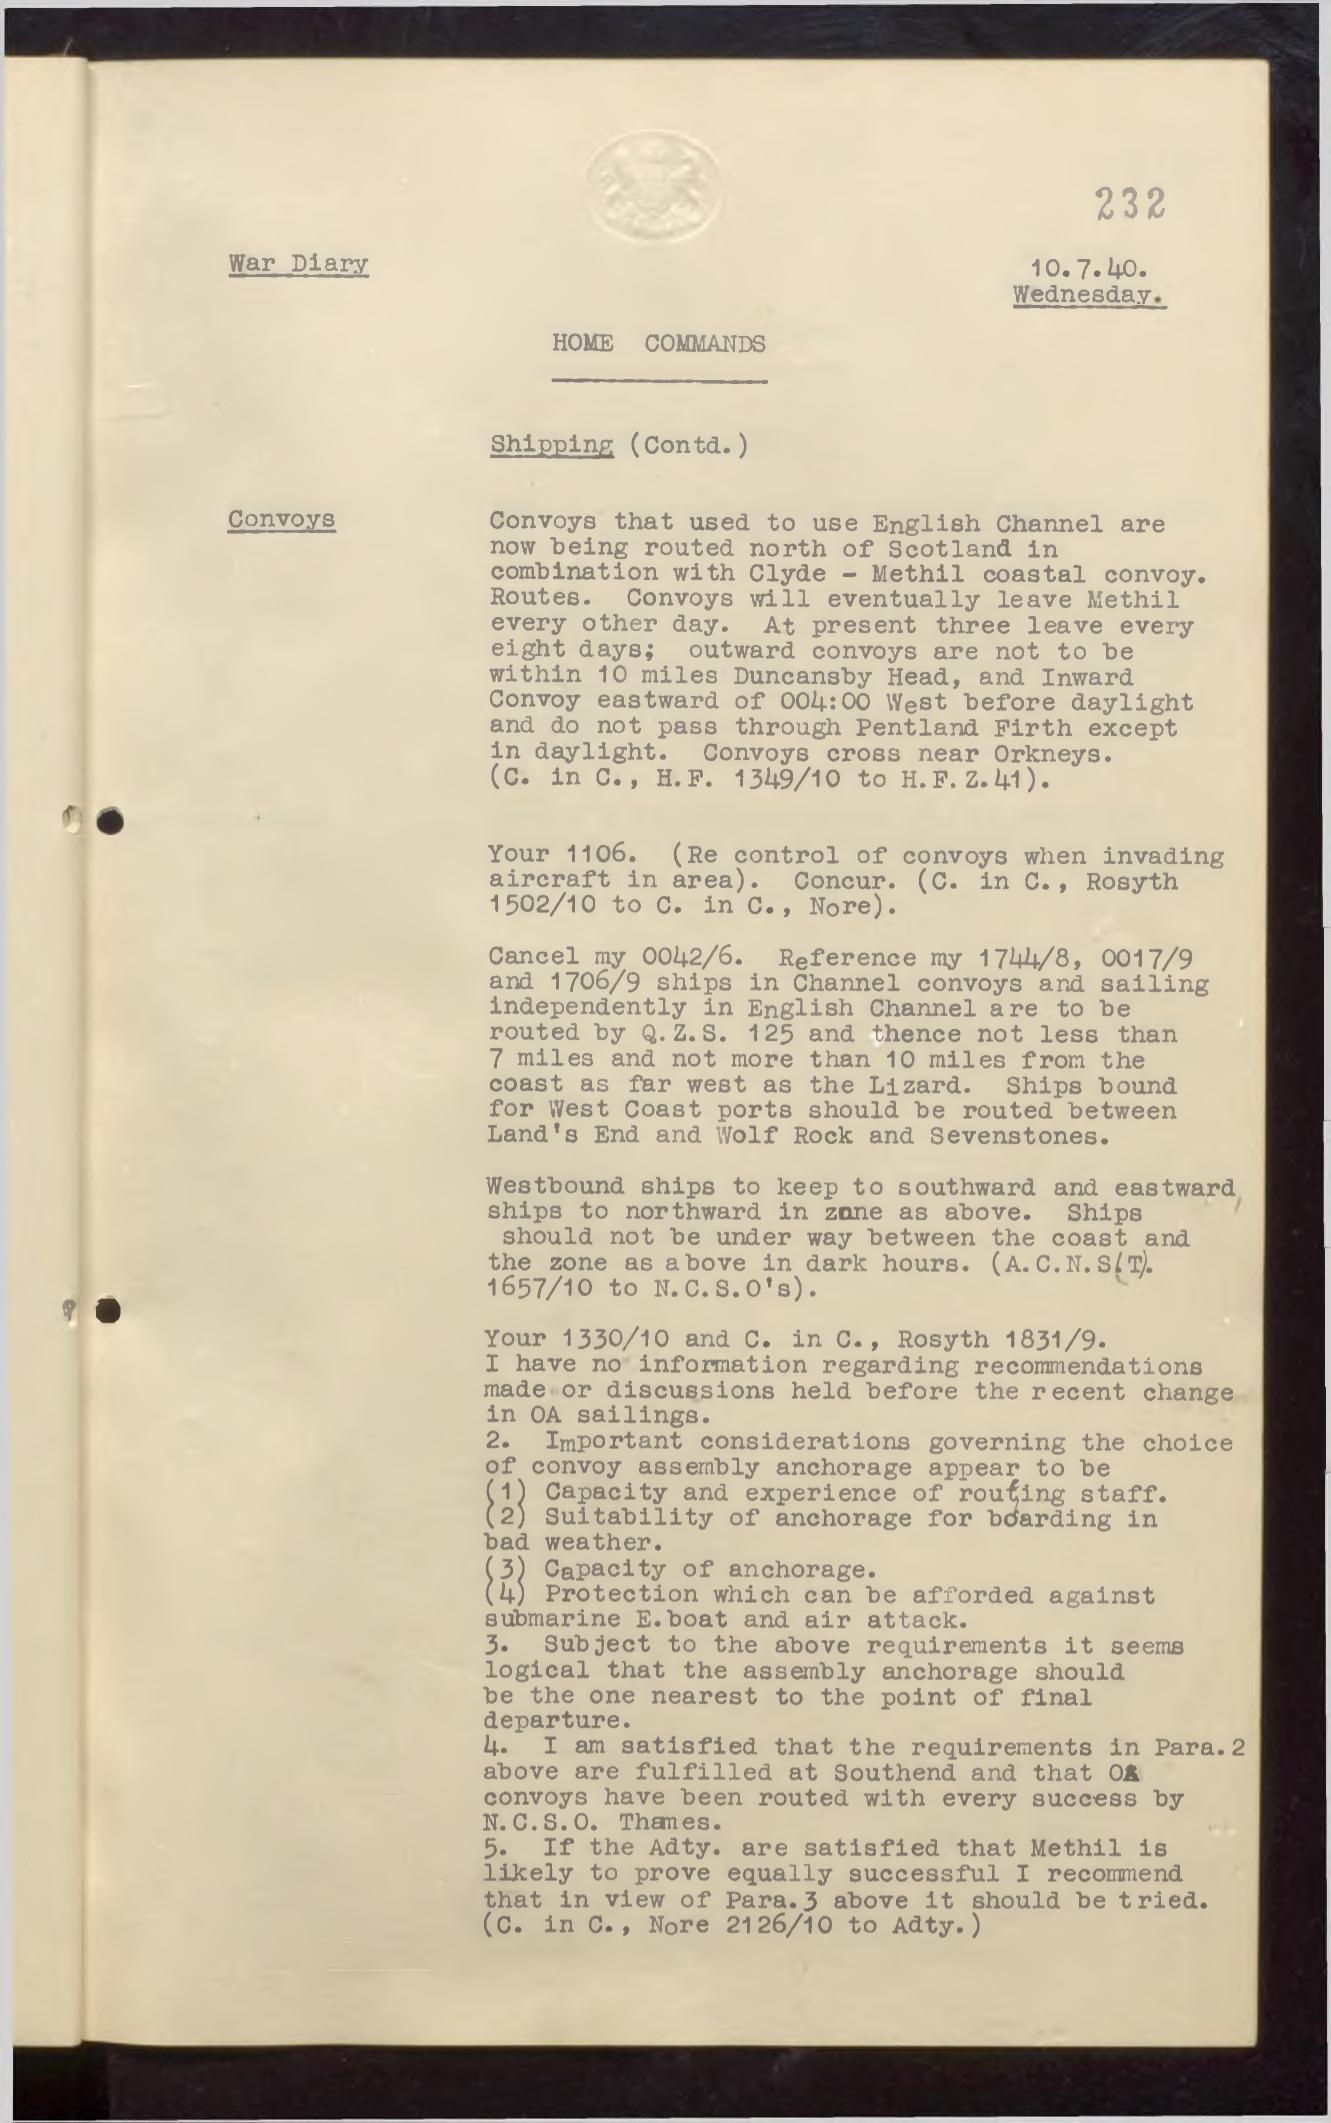 232
War Diary
10.7.40.
Wednesday.
HOME COMMANDS
Shipping (Contd.)
Convoys
Convoys that used to use English Channel are
now being routed north of Scotland in
combination with Clyde - Methil coastal convoy.
Routes. Convoys will eventually leave Methil
every other day. At present three leave every
eight days; outward convoys are not to be
within 10 miles Duncansby Head, and Inward
Convoy eastward of 004:00 West before daylight
and do not pass through Pentland Firth except
in daylight. Convoys cross near Orkneys.
(C. in C., H.F. 1349/10 to H.F.Z.41).
Your 1106. (Re control of convoys when invading
aircraft in area). Concur. (C. in C., Rosyth
1502/10 to C. in C., Nore).
Cancel my 0042/6. Reference my 1744/8, 0017/9
and 1706/9 ships in Channel convoys and sailing
independently in English Channel are to be
routed by Q.Z.S. 125 and thence not less than
7 miles and not more than 10 miles from the
coast as far west as the Lizard. Ships bound
for West Coast ports should be routed between
Land's End and Wolf Rock and Sevenstones.
Westbound ships to keep to southward and eastward
ships to northward in zone as above. Ships
should not be under way between the coast and
the zone as above in dark hours. (A.C.N.S(T).
1657/10 to N.C.S.O's).
Your 1330/10 and C. in C., Rosyth 1831/9.
I have no information regarding recommendations
made or discussions held before the recent change
in OA sailings.
2. Important considerations governing the choice
of convoy assembly anchorage appear to be
(1) Capacity and experience of routing staff.
(2) Suitability of anchorage for boarding in
bad weather.
(3) Capacity of anchorage.
(4) Protection which can be afforded against
submarine E.boat and air attack.
3. Subject to the above requirements it seems
logical that the assembly anchorage should
be the one nearest to the point of final
departure.
4. I am satisfied that the requirements in Para.2
above are fulfilled at Southend and that OA
convoys have been routed with every success by
N.C.S.O. Thames.
5. If the Adty. are satisfied that Methil is
likely to prove equally successful I recommend
that in view of Para.3 above it should be tried.
(C. in C., Nore 2126/10 to Adty.)